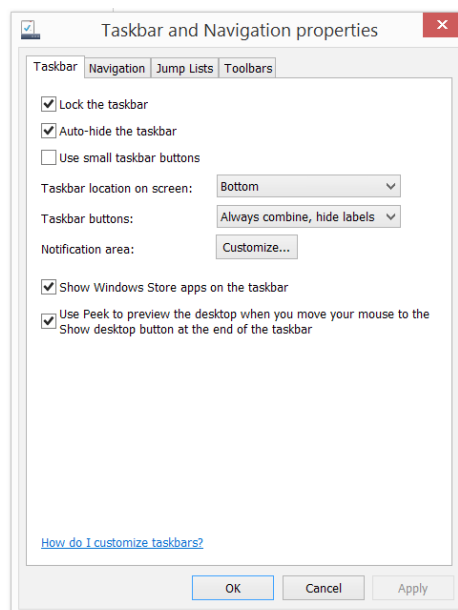 Taskbar and Navigation properties
Taskbar
Navigation
Jump Lists
Toolbars
Lock the taskbar
Auto-hide the taskbar
Use small taskbar buttons
Taskbar location on screen:
Bottom
Taskbar buttons:
Always combine, hide labels
Notification area:
Customize...
Show Windows Store apps on the taskbar
Use Peek to preview the desktop when you move your mouse to the
Show desktop button at the end of the taskbar
How do I customize taskbars?
OK
Cancel
Apply